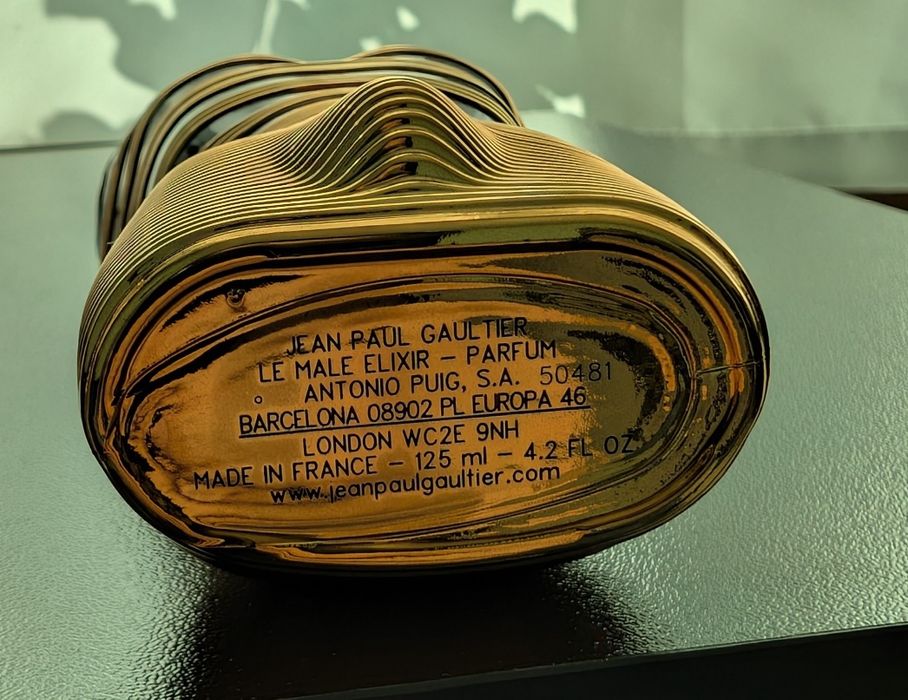 JEAN PAUL GAULTIER
LE MALE ELIXIR – PARFUM
ANTONIO PUIG, S.A. 50481
BARCELONA 08902 PL EUROPA 46
LONDON WC2E 9NH
MADE IN FRANCE – 125 ml – 4.2 FL OZ
www.jeanpaulgaultier.com